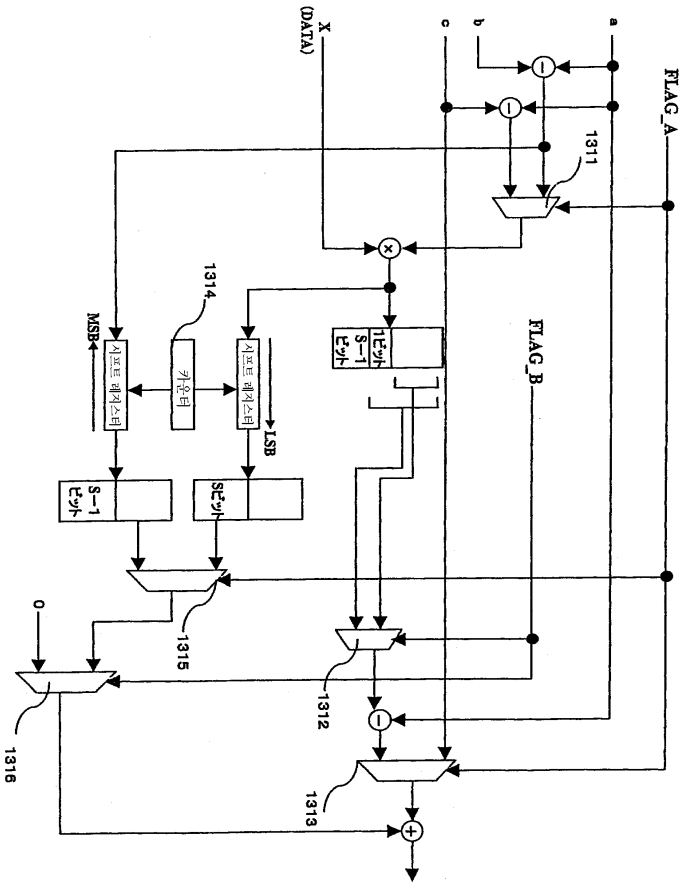 FLAG_A
a
b
c
X
(DATA)
1311
FLAG_B
1ビット
S-1
ビット
1314
시프트 레지스터
LSB
카운터
MSB
시프트 레지스터
Sビット
S-1
ビット
1315
0
1316
1312
1313